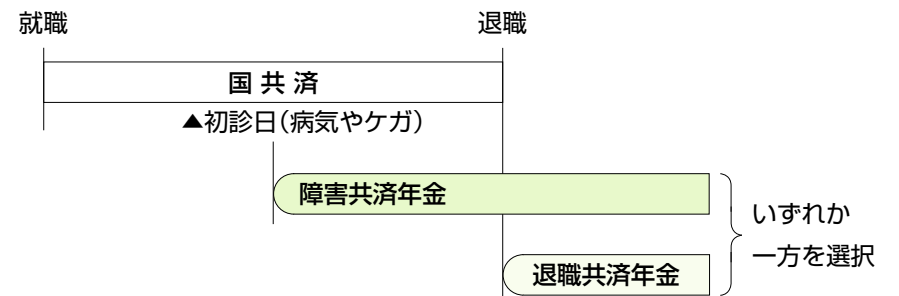 就職
退職
国共済
▲初診日(病気やケガ)
障害共済年金
いずれか
一方を選択
退職共済年金